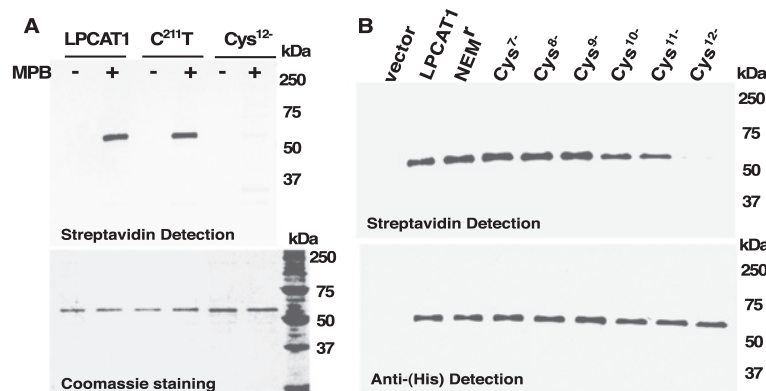 A
LPCAT1 C²¹¹T Cys¹²⁻
kDa
MPB - + - + - +
250
75
50
37
Streptavidin Detection
kDa
250
75
50
37
Coomassie staining
B
vector LPCAT1 NEMʳ Cys⁷⁻ Cys⁸⁻ Cys⁹⁻ Cys¹⁰⁻ Cys¹¹⁻ Cys¹²⁻
kDa
250
75
50
37
Streptavidin Detection
kDa
250
75
50
37
Anti-(His) Detection